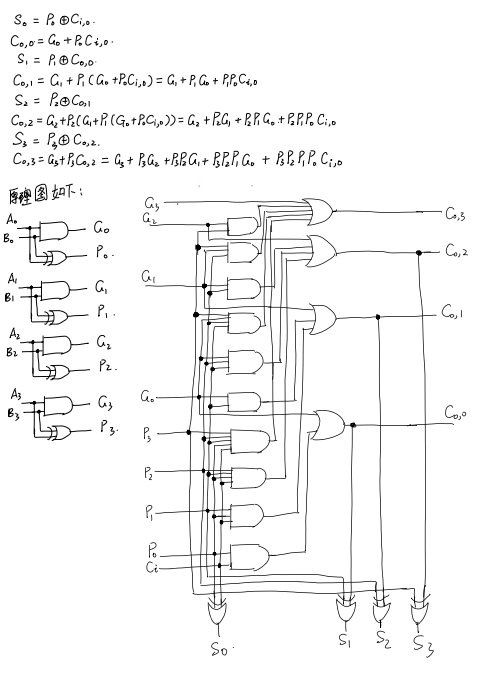 S₀ = P₀⊕Ci,₀.
C₀,₀ = G₀ + P₀Ci,₀.
S₁ = P₁⊕C₀,₀.
C₀,₁ = G₁ + P₁(G₀+P₀Ci,₀) = G₁ + P₁G₀ + P₁P₀Ci,₀
S₂ = P₂⊕C₀,₁
C₀,₂ = G₂+P₂(G₁+P₁(G₀+P₀Ci,₀)) = G₂ + P₂G₁ + P₂P₁G₀ + P₂P₁P₀Ci,₀
S₃ = P₃⊕C₀,₂.
C₀,₃ = G₃+P₃C₀,₂ = G₃ + P₃G₂ + P₃P₂G₁ + P₃P₂P₁G₀ + P₃P₂P₁P₀Ci,₀
原理图如下:
A₀
B₀
G₀
P₀.
A₁
B₁
G₁
P₁.
A₂
B₂
G₂
P₂.
A₃
B₃
G₃
P₃.
G₃
G₂
G₁
G₀
P₃
P₂
P₁
P₀
Ci
C₀,₃
C₀,₂
C₀,₁
C₀,₀
S₀.
S₁
S₂
S₃